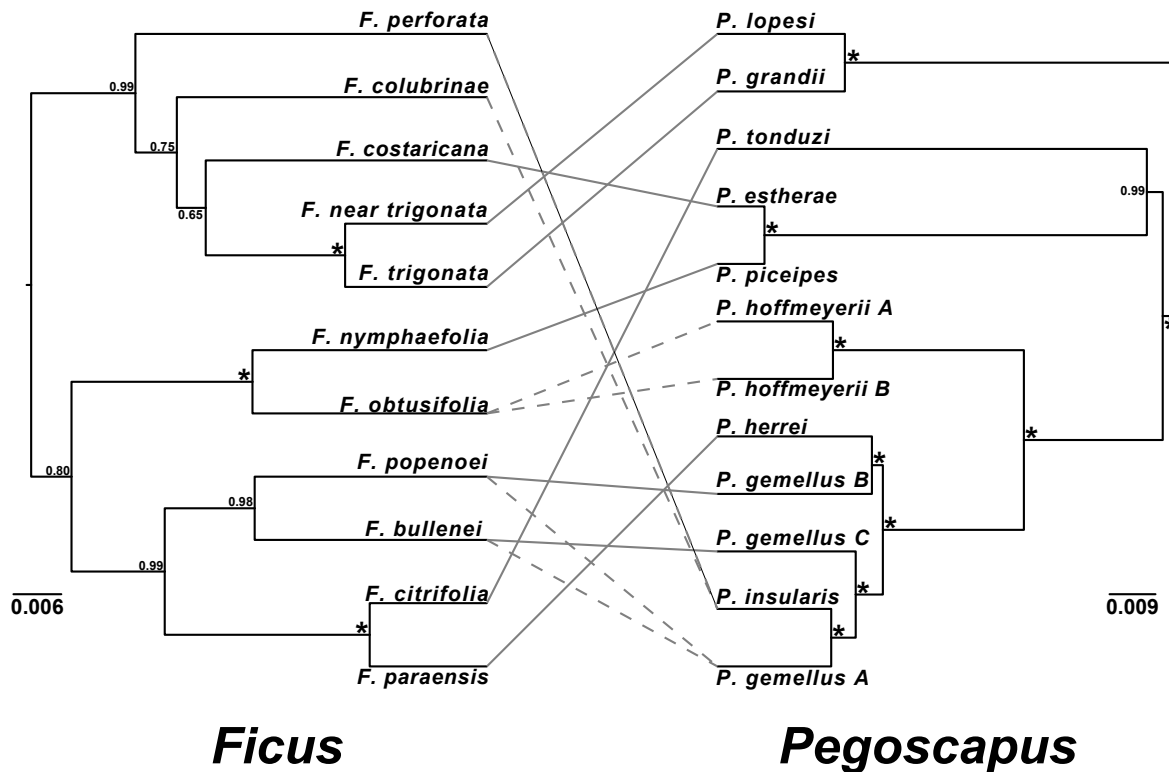 F. perforata
F. colubrinae
F. costaricana
F. near trigonata
F. trigonata
F. nymphaefolia
F. obtusifolia
F. popenoei
F. bullenei
F. citrifolia
F. paraensis
0.99
0.75
0.65
*
*
0.80
0.98
0.99
*
0.006
Ficus
P. lopesi
P. grandii
P. tonduzi
P. estherae
P. piceipes
P. hoffmeyerii A
P. hoffmeyerii B
P. herrei
P. gemellus B
P. gemellus C
P. insularis
P. gemellus A
*
0.99
*
*
*
*
*
*
*
*
0.009
Pegoscapus